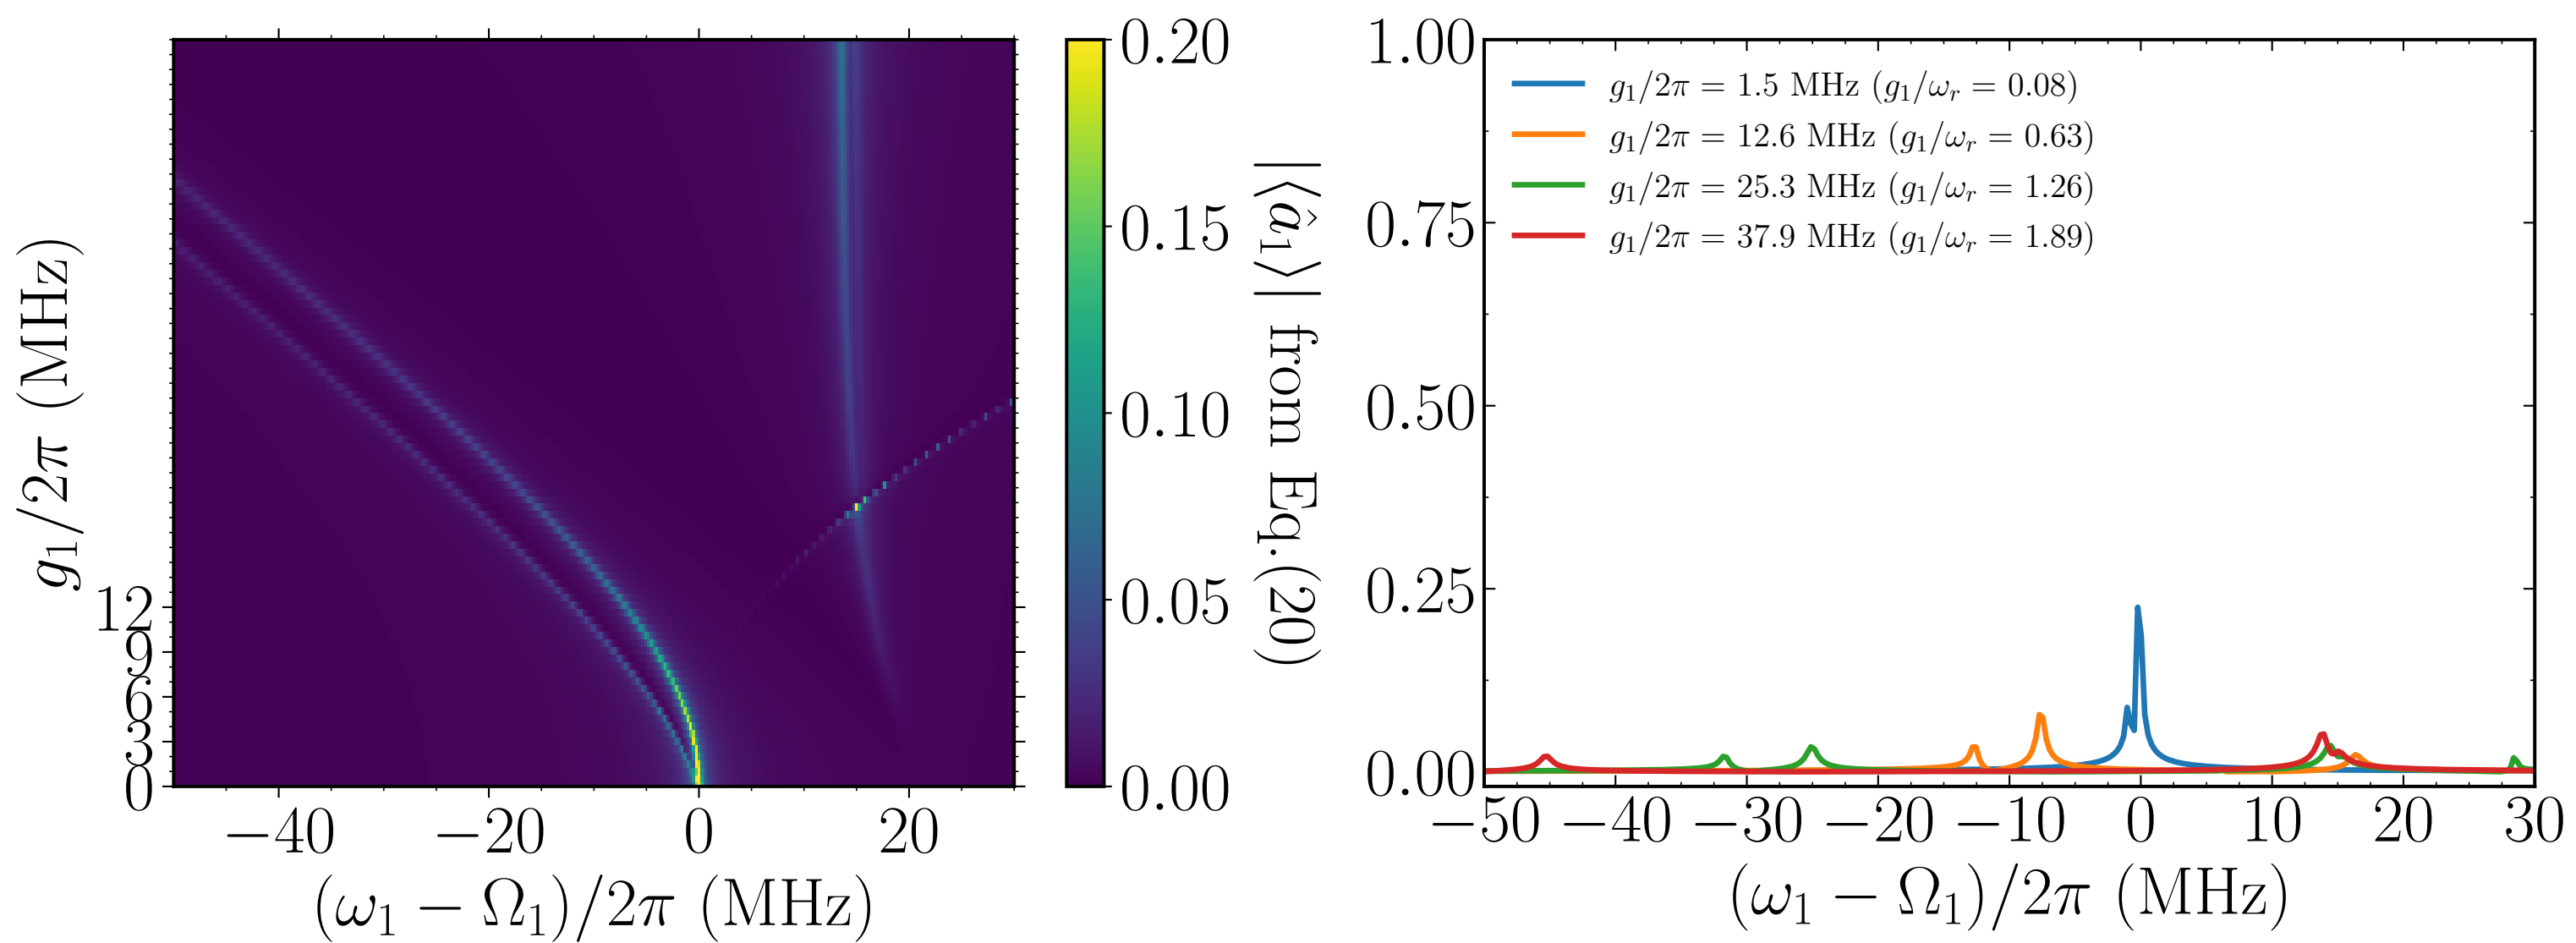 g₁/2π (MHz)
12
9
6
3
0
−40 −20 0 20
(ω₁ − Ω₁)/2π (MHz)
0.20
0.15
0.10
0.05
0.00
|⟨â₁⟩| from Eq.(20)
1.00
0.75
0.50
0.25
0.00
g₁/2π = 1.5 MHz (g₁/ωᵣ = 0.08)
g₁/2π = 12.6 MHz (g₁/ωᵣ = 0.63)
g₁/2π = 25.3 MHz (g₁/ωᵣ = 1.26)
g₁/2π = 37.9 MHz (g₁/ωᵣ = 1.89)
−50 −40 −30 −20 −10 0 10 20 30
(ω₁ − Ω₁)/2π (MHz)